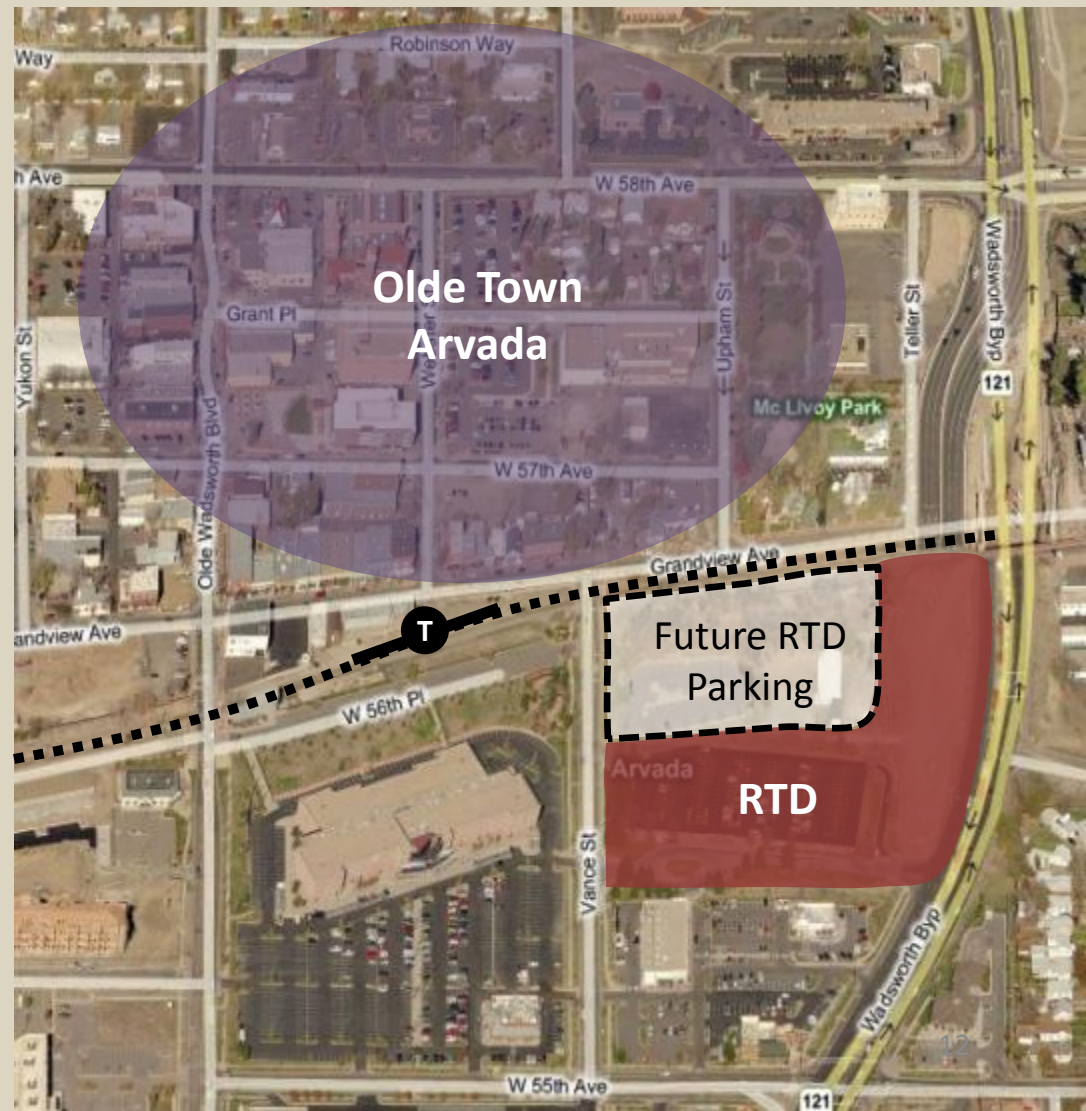 Robinson Way
Way
h Ave
W 58th Ave
Wadsworth Byp
Olde Town
Arvada
Grant Pl
Upham St
Teller St
Yukon St
121
Mc Llvoy Park
Olde Wadsworth Blvd
W 57th Ave
Grandview Ave
andview Ave
T
Future RTD
Parking
W 56th Pl
Arvada
RTD
Vance St
Wadsworth Byp
12
W 55th Ave
121